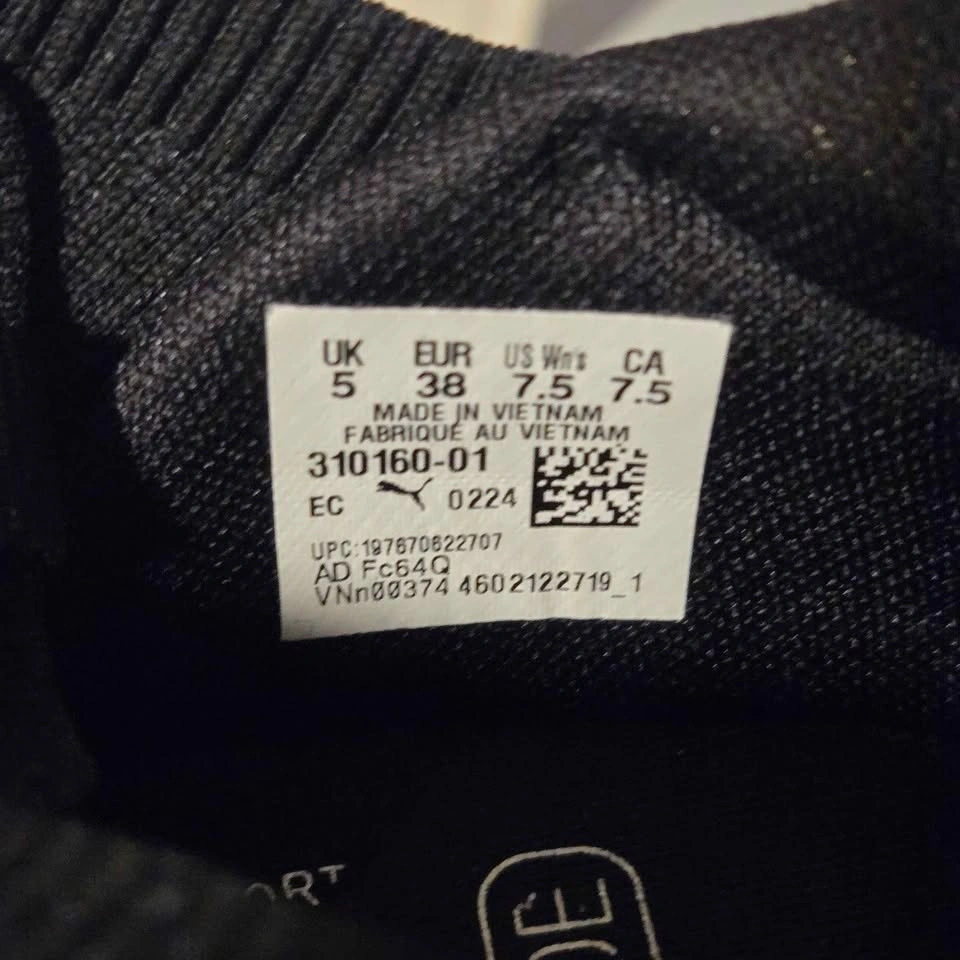 UK EUR US Wn's CA
5 38 7.5 7.5
MADE IN VIETNAM
FABRIQUÉ AU VIETNAM
310160-01
EC 0224
UPC:197670622707
AD Fc64Q
VNn00374 4602122719_1